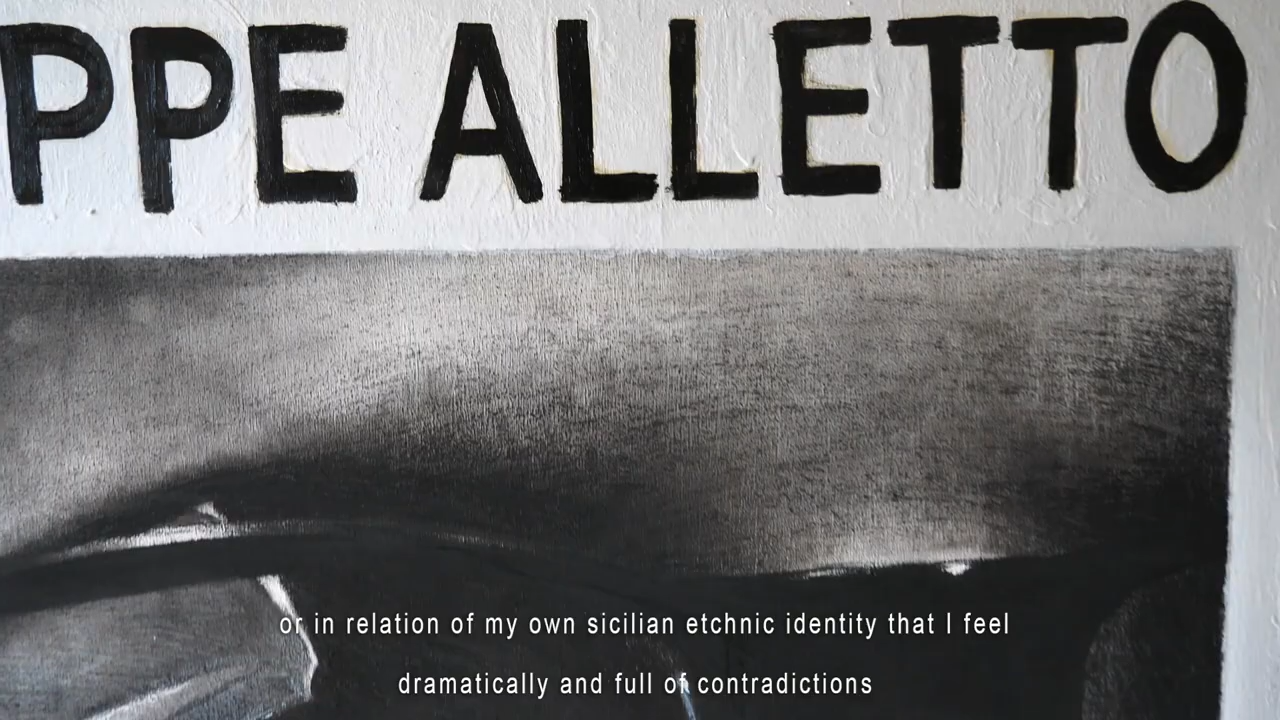 PPE ALLETTO
or in relation of my own sicilian etchnic identity that I feel
dramatically and full of contradictions